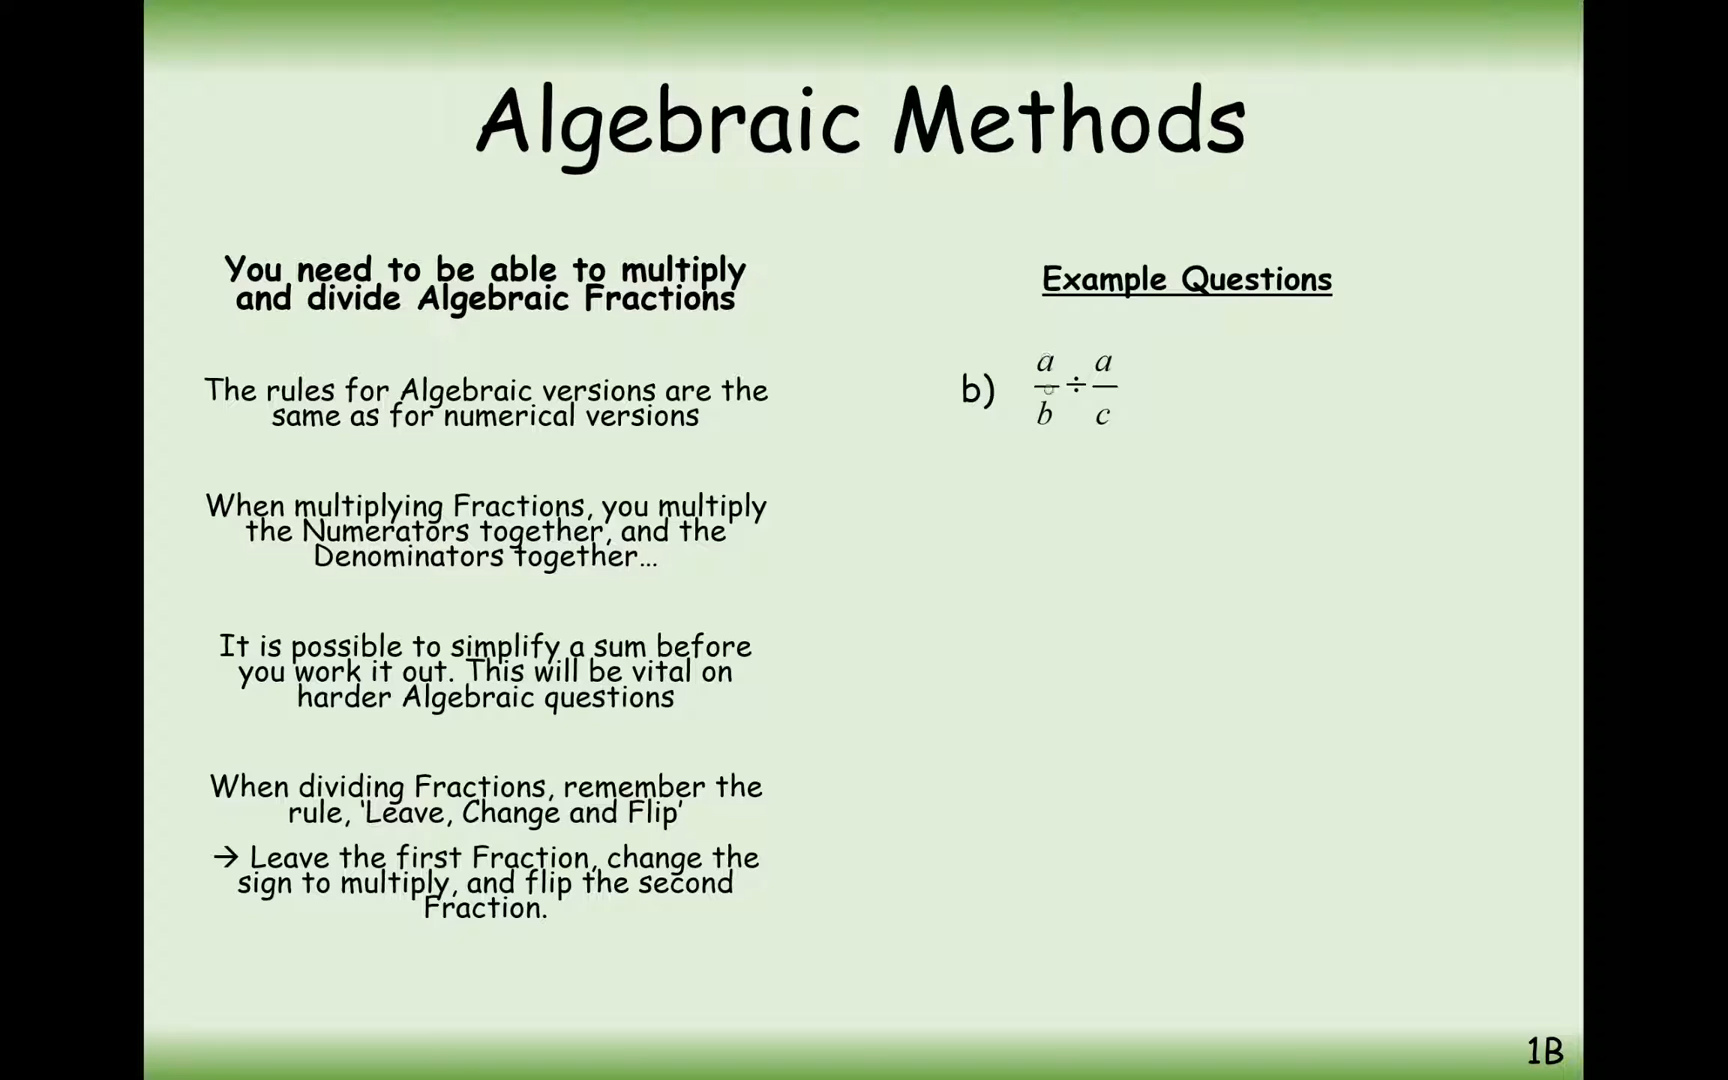 Algebraic Methods
You need to be able to multiply
and divide Algebraic Fractions
The rules for Algebraic versions are the
same as for numerical versions
When multiplying Fractions, you multiply
the Numerators together, and the
Denominators together…
It is possible to simplify a sum before
you work it out. This will be vital on
harder Algebraic questions
When dividing Fractions, remember the
rule, ‘Leave, Change and Flip’
→ Leave the first Fraction, change the
sign to multiply, and flip the second
Fraction.
Example Questions
b) a/b ÷ a/c
1B